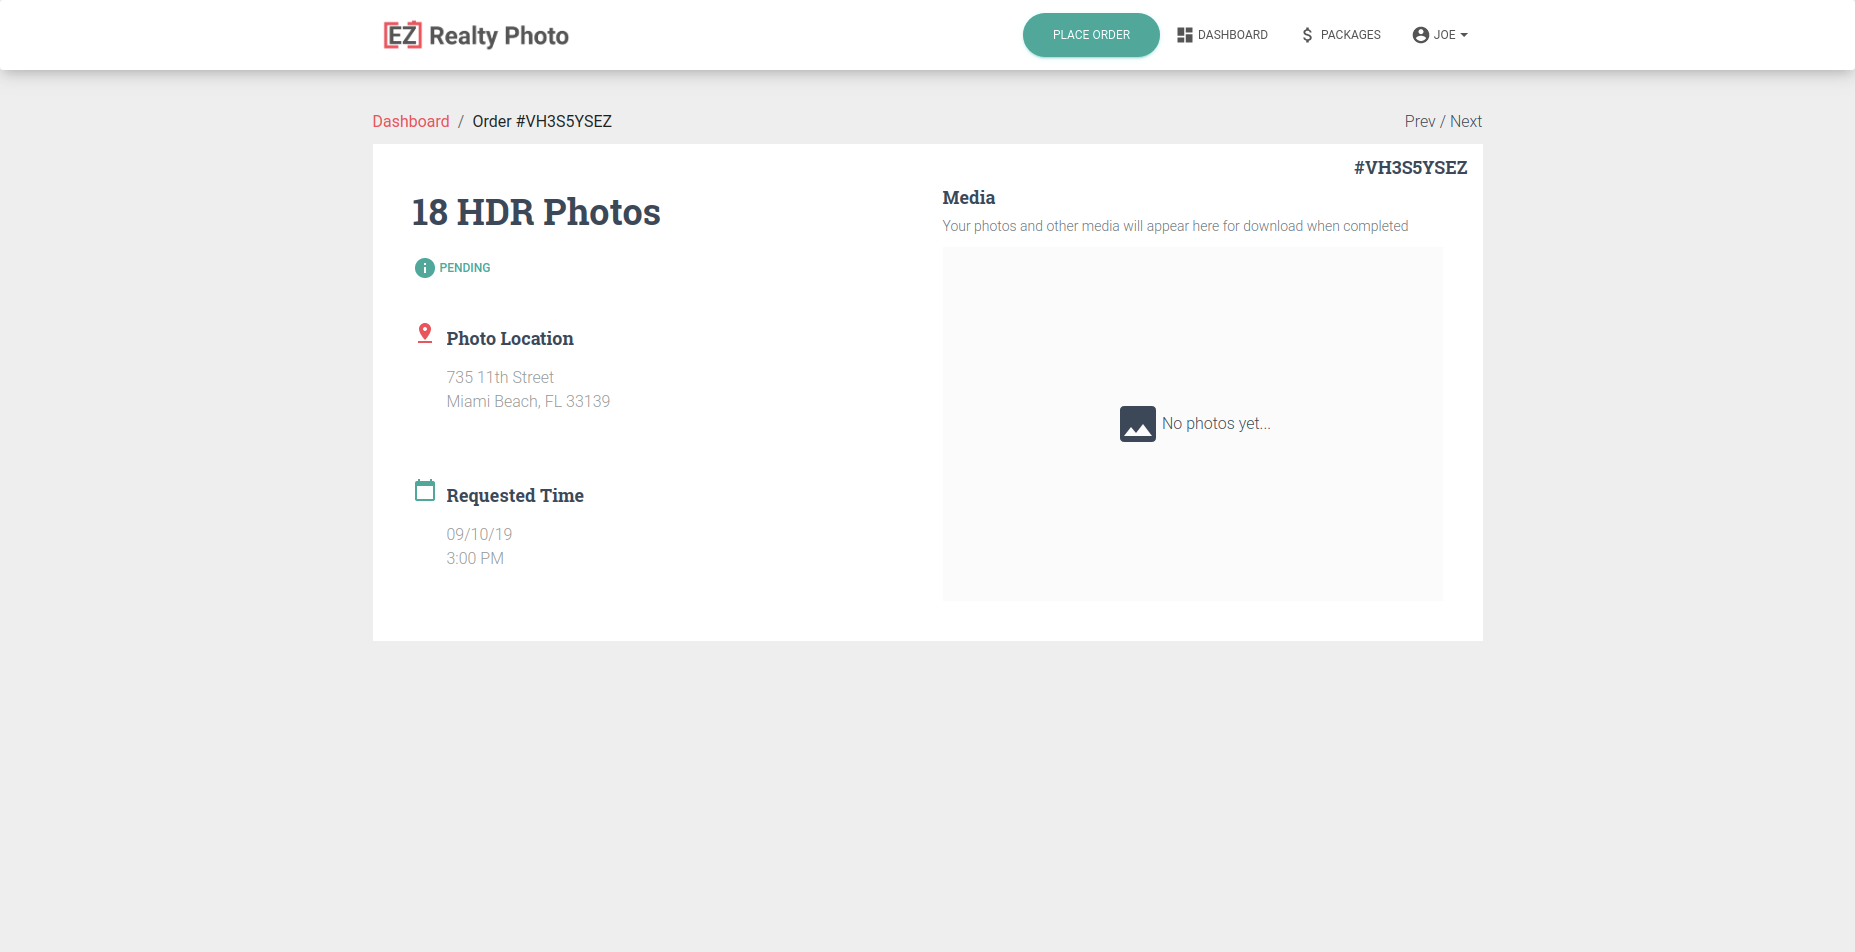 EZ Realty Photo
PLACE ORDER
DASHBOARD
PACKAGES
JOE
Dashboard / Order #VH3S5YSEZ
Prev / Next
#VH3S5YSEZ
18 HDR Photos
PENDING
Photo Location
735 11th Street
Miami Beach, FL 33139
Requested Time
09/10/19
3:00 PM
Media
Your photos and other media will appear here for download when completed
No photos yet...